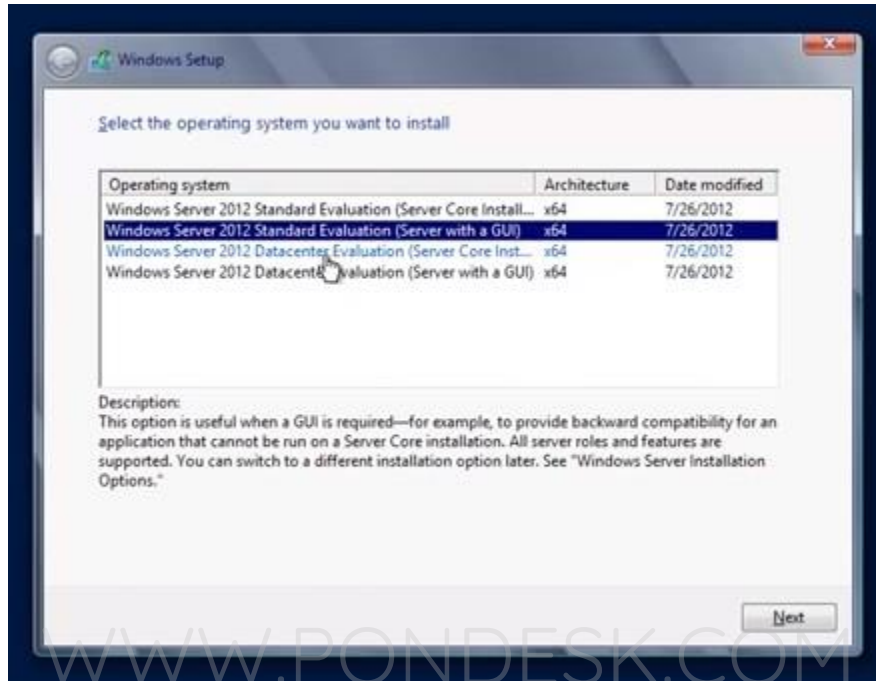 Windows Setup
Select the operating system you want to install
Operating system Architecture Date modified
Windows Server 2012 Standard Evaluation (Server Core Install... x64 7/26/2012
Windows Server 2012 Standard Evaluation (Server with a GUI) x64 7/26/2012
Windows Server 2012 Datacenter Evaluation (Server Core Inst... x64 7/26/2012
Windows Server 2012 Datacenter Evaluation (Server with a GUI) x64 7/26/2012
Description:
This option is useful when a GUI is required—for example, to provide backward compatibility for an
application that cannot be run on a Server Core installation. All server roles and features are
supported. You can switch to a different installation option later. See "Windows Server Installation
Options."
Next
WWW.PONDESK.COM